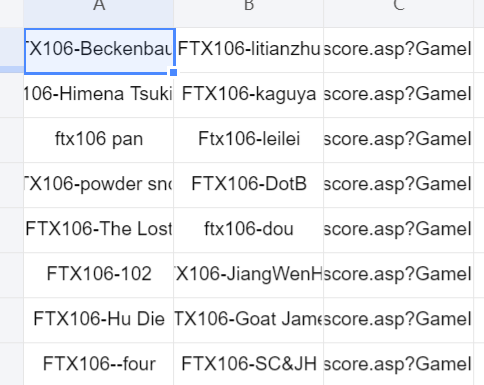 A B C
TX106-Beckenbau FTX106-litianzhu score.asp?GameI
106-Himena Tsuki FTX106-kaguya score.asp?GameI
ftx106 pan Ftx106-leilei score.asp?GameI
TX106-powder sno FTX106-DotB score.asp?GameI
FTX106-The Lost ftx106-dou score.asp?GameI
FTX106-102 X106-JiangWenH score.asp?GameI
FTX106-Hu Die TX106-Goat Jame score.asp?GameI
FTX106--four FTX106-SC&JH score.asp?GameI